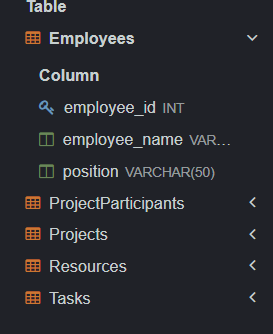 Table
Employees
Column
employee_id INT
employee_name VAR...
position VARCHAR(50)
ProjectParticipants
Projects
Resources
Tasks